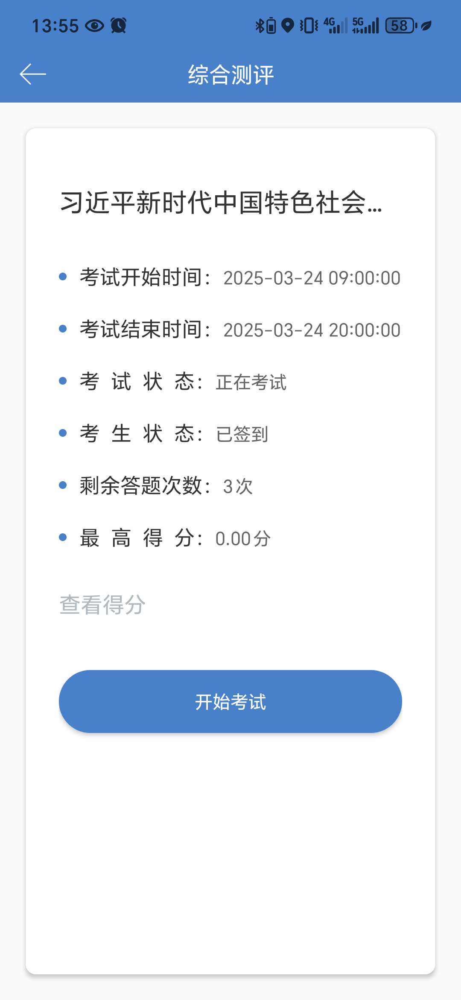 13:55 4G 5G 58
综合测评
习近平新时代中国特色社会...
考试开始时间： 2025-03-24 09:00:00
考试结束时间： 2025-03-24 20:00:00
考试状态： 正在考试
考生状态： 已签到
剩余答题次数： 3次
最高得分： 0.00分
查看得分
开始考试